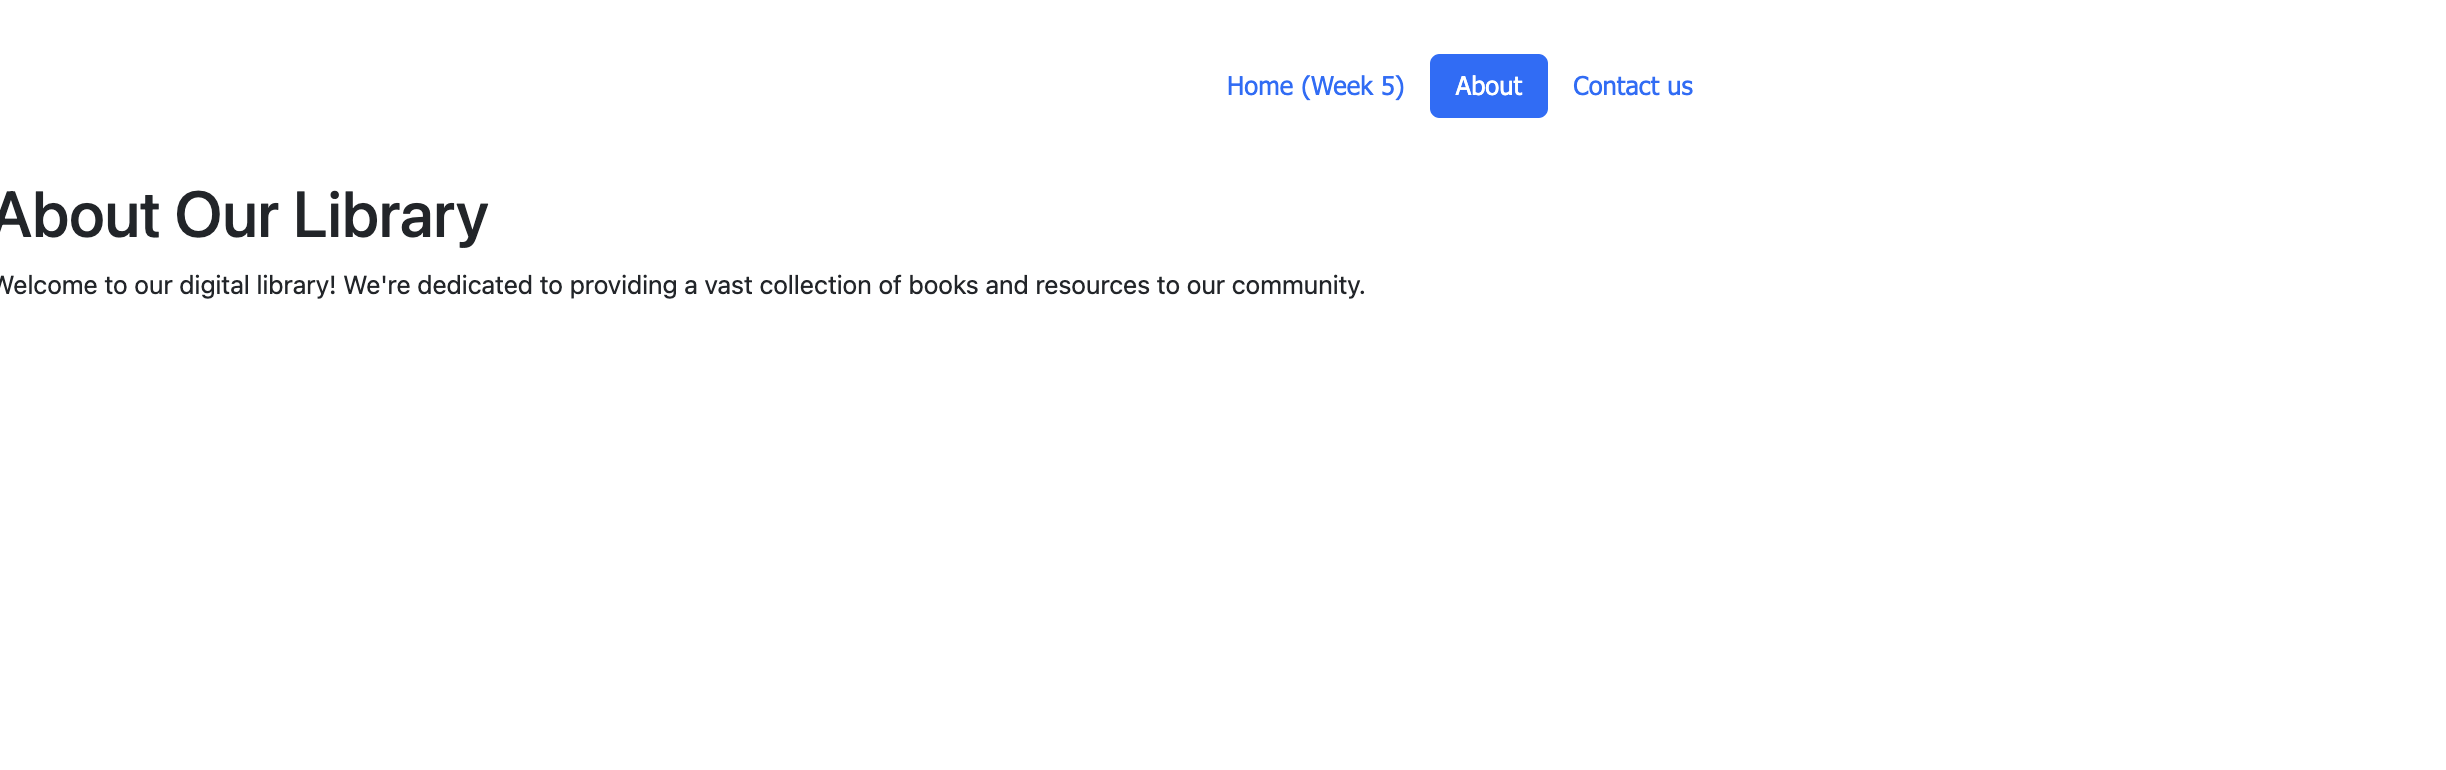 Home (Week 5) About Contact us
About Our Library
Welcome to our digital library! We're dedicated to providing a vast collection of books and resources to our community.